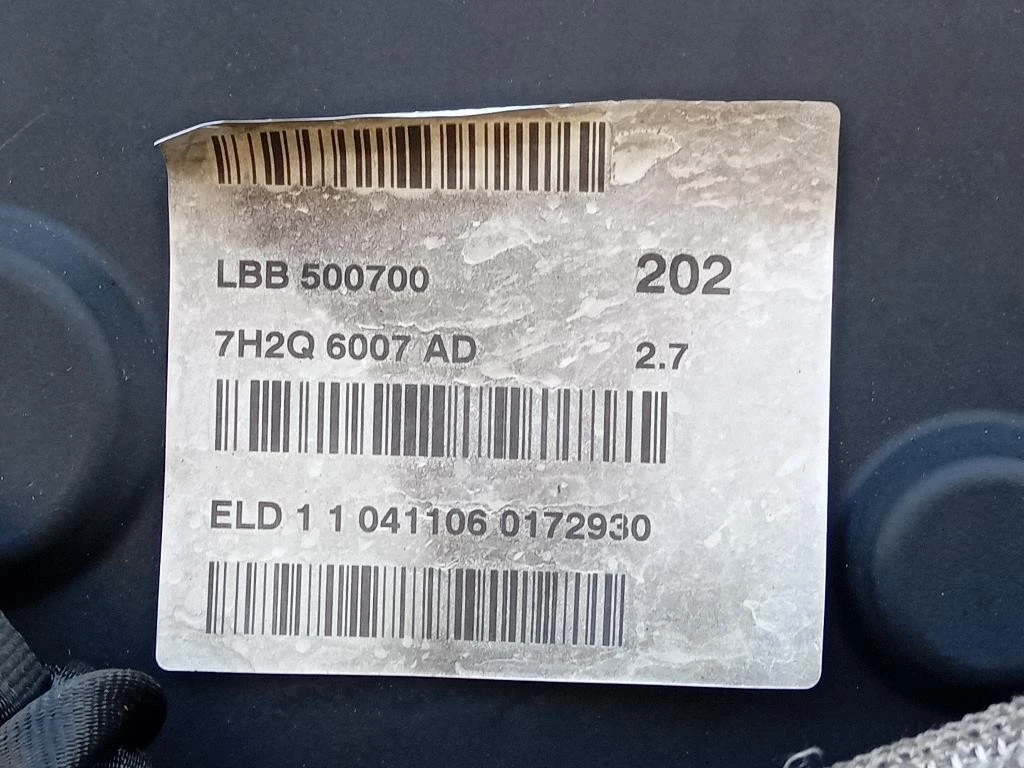 LBB 500700 202
7H2Q 6007 AD 2.7
ELD 1 1 041106 0172930